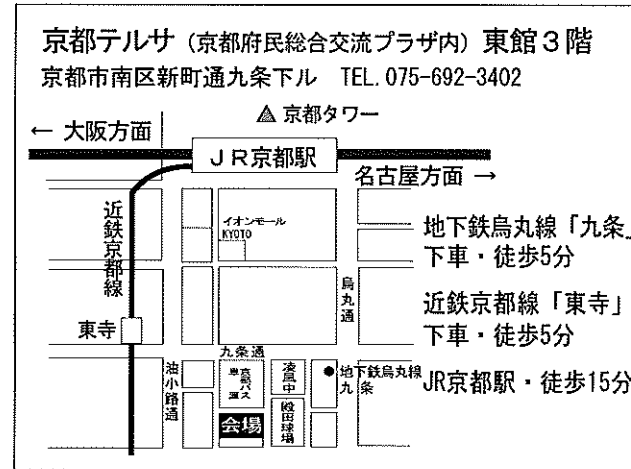 京都テルサ（京都府民総合交流プラザ内）東館３階
京都市南区新町通九条下ル　TEL. 075-692-3402
京都タワー
← 大阪方面
ＪＲ京都駅
名古屋方面 →
近鉄京都線
イオンモール
KYOTO
烏丸通
地下鉄烏丸線「九条」
下車・徒歩5分
近鉄京都線「東寺」
下車・徒歩5分
JR京都駅・徒歩15分
東寺
九条通
油小路通
京都バス
陵風中
地下鉄烏丸線
九条
会場
殿田球場